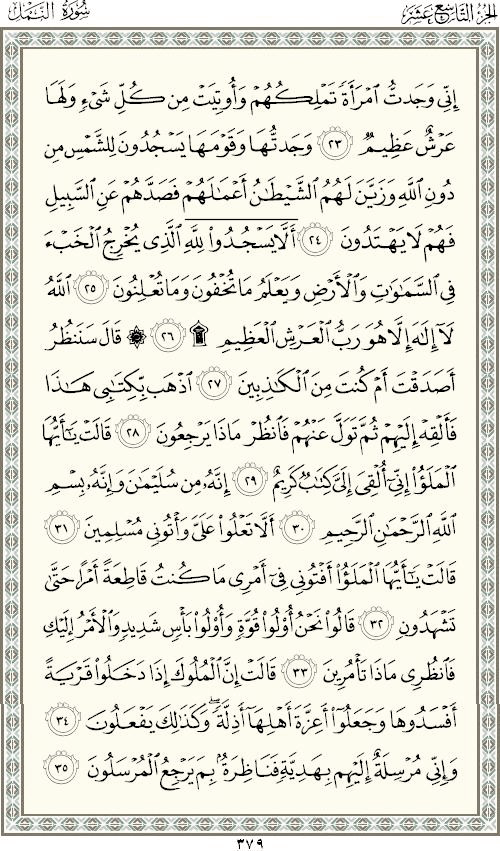 الجزء التاسع عشر
سورة النمل
إِنِّي وَجَدتُّ ٱمْرَأَةً تَمْلِكُهُمْ وَأُوتِيَتْ مِن كُلِّ شَىْءٍ وَلَهَا
عَرْشٌ عَظِيمٌ ٢٣ وَجَدتُّهَا وَقَوْمَهَا يَسْجُدُونَ لِلشَّمْسِ مِن
دُونِ ٱللَّهِ وَزَيَّنَ لَهُمُ ٱلشَّيْطَٰنُ أَعْمَٰلَهُمْ فَصَدَّهُمْ عَنِ ٱلسَّبِيلِ
فَهُمْ لَا يَهْتَدُونَ ٢٤ أَلَّا يَسْجُدُوا۟ لِلَّهِ ٱلَّذِى يُخْرِجُ ٱلْخَبْءَ
فِى ٱلسَّمَٰوَٰتِ وَٱلْأَرْضِ وَيَعْلَمُ مَا تُخْفُونَ وَمَا تُعْلِنُونَ ٢٥ ٱللَّهُ
لَآ إِلَٰهَ إِلَّا هُوَ رَبُّ ٱلْعَرْشِ ٱلْعَظِيمِ ۩ ٢٦ ۞ قَالَ سَنَنظُرُ
أَصَدَقْتَ أَمْ كُنتَ مِنَ ٱلْكَٰذِبِينَ ٢٧ ٱذْهَب بِّكِتَٰبِى هَٰذَا
فَأَلْقِهْ إِلَيْهِمْ ثُمَّ تَوَلَّ عَنْهُمْ فَٱنظُرْ مَاذَا يَرْجِعُونَ ٢٨ قَالَتْ يَٰٓأَيُّهَا
ٱلْمَلَؤُا۟ إِنِّىٓ أُلْقِىَ إِلَىَّ كِتَٰبٌ كَرِيمٌ ٢٩ إِنَّهُۥ مِن سُلَيْمَٰنَ وَإِنَّهُۥ بِسْمِ
ٱللَّهِ ٱلرَّحْمَٰنِ ٱلرَّحِيمِ ٣٠ أَلَّا تَعْلُوا۟ عَلَىَّ وَأْتُونِى مُسْلِمِينَ ٣١
قَالَتْ يَٰٓأَيُّهَا ٱلْمَلَؤُا۟ أَفْتُونِى فِىٓ أَمْرِى مَا كُنتُ قَاطِعَةً أَمْرًا حَتَّىٰ
تَشْهَدُونِ ٣٢ قَالُوا۟ نَحْنُ أُو۟لُوا۟ قُوَّةٍ وَأُو۟لُوا۟ بَأْسٍ شَدِيدٍ وَٱلْأَمْرُ إِلَيْكِ
فَٱنظُرِى مَاذَا تَأْمُرِينَ ٣٣ قَالَتْ إِنَّ ٱلْمُلُوكَ إِذَا دَخَلُوا۟ قَرْيَةً
أَفْسَدُوهَا وَجَعَلُوٓا۟ أَعِزَّةَ أَهْلِهَآ أَذِلَّةً ۖ وَكَذَٰلِكَ يَفْعَلُونَ ٣٤
وَإِنِّى مُرْسِلَةٌ إِلَيْهِم بِهَدِيَّةٍ فَنَاظِرَةٌۢ بِمَ يَرْجِعُ ٱلْمُرْسَلُونَ ٣٥
٣٧٩